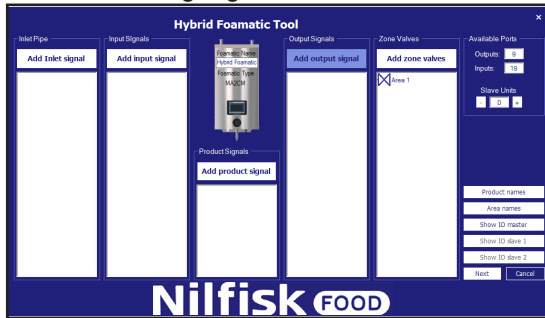 Hybrid Foamatic Tool
×
Inlet Pipe
Add Inlet signal
Input Signals
Add input signal
Foamatic Name
Hybrid Foamatic
Foamatic Type
MA2CM
Product Signals
Add product signal
Output Signals
Add output signal
Zone Valves
Add zone valves
Area 1
Available Ports
Outputs: 9
Inputs: 19
Slave Units
- 0 +
Product names
Area names
Show IO master
Show IO slave 1
Show IO slave 2
Next Cancel
Nilfisk FOOD